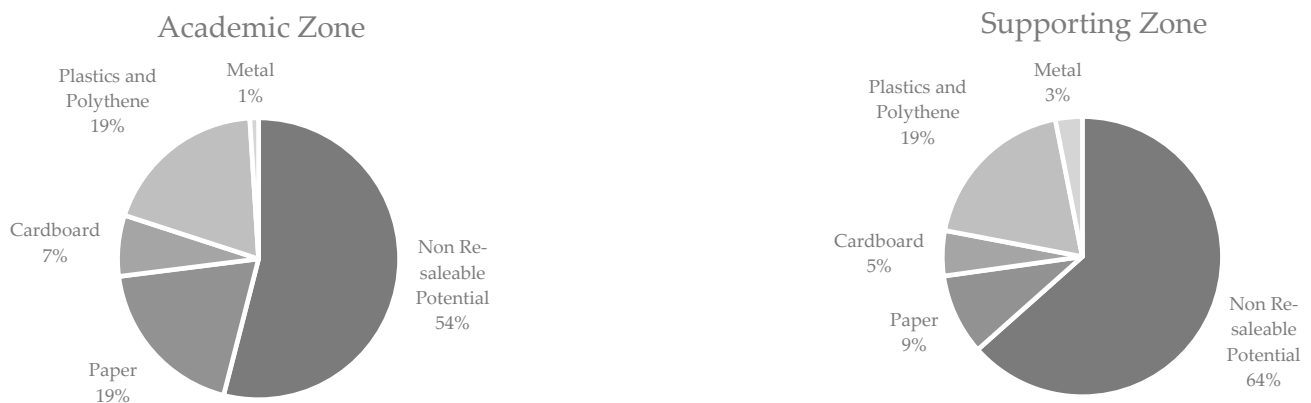 Academic Zone
Metal
1%
Plastics and
Polythene
19%
Cardboard
7%
Paper
19%
Non Re-
saleable
Potential
54%
Supporting Zone
Metal
3%
Plastics and
Polythene
19%
Cardboard
5%
Paper
9%
Non Re-
saleable
Potential
64%